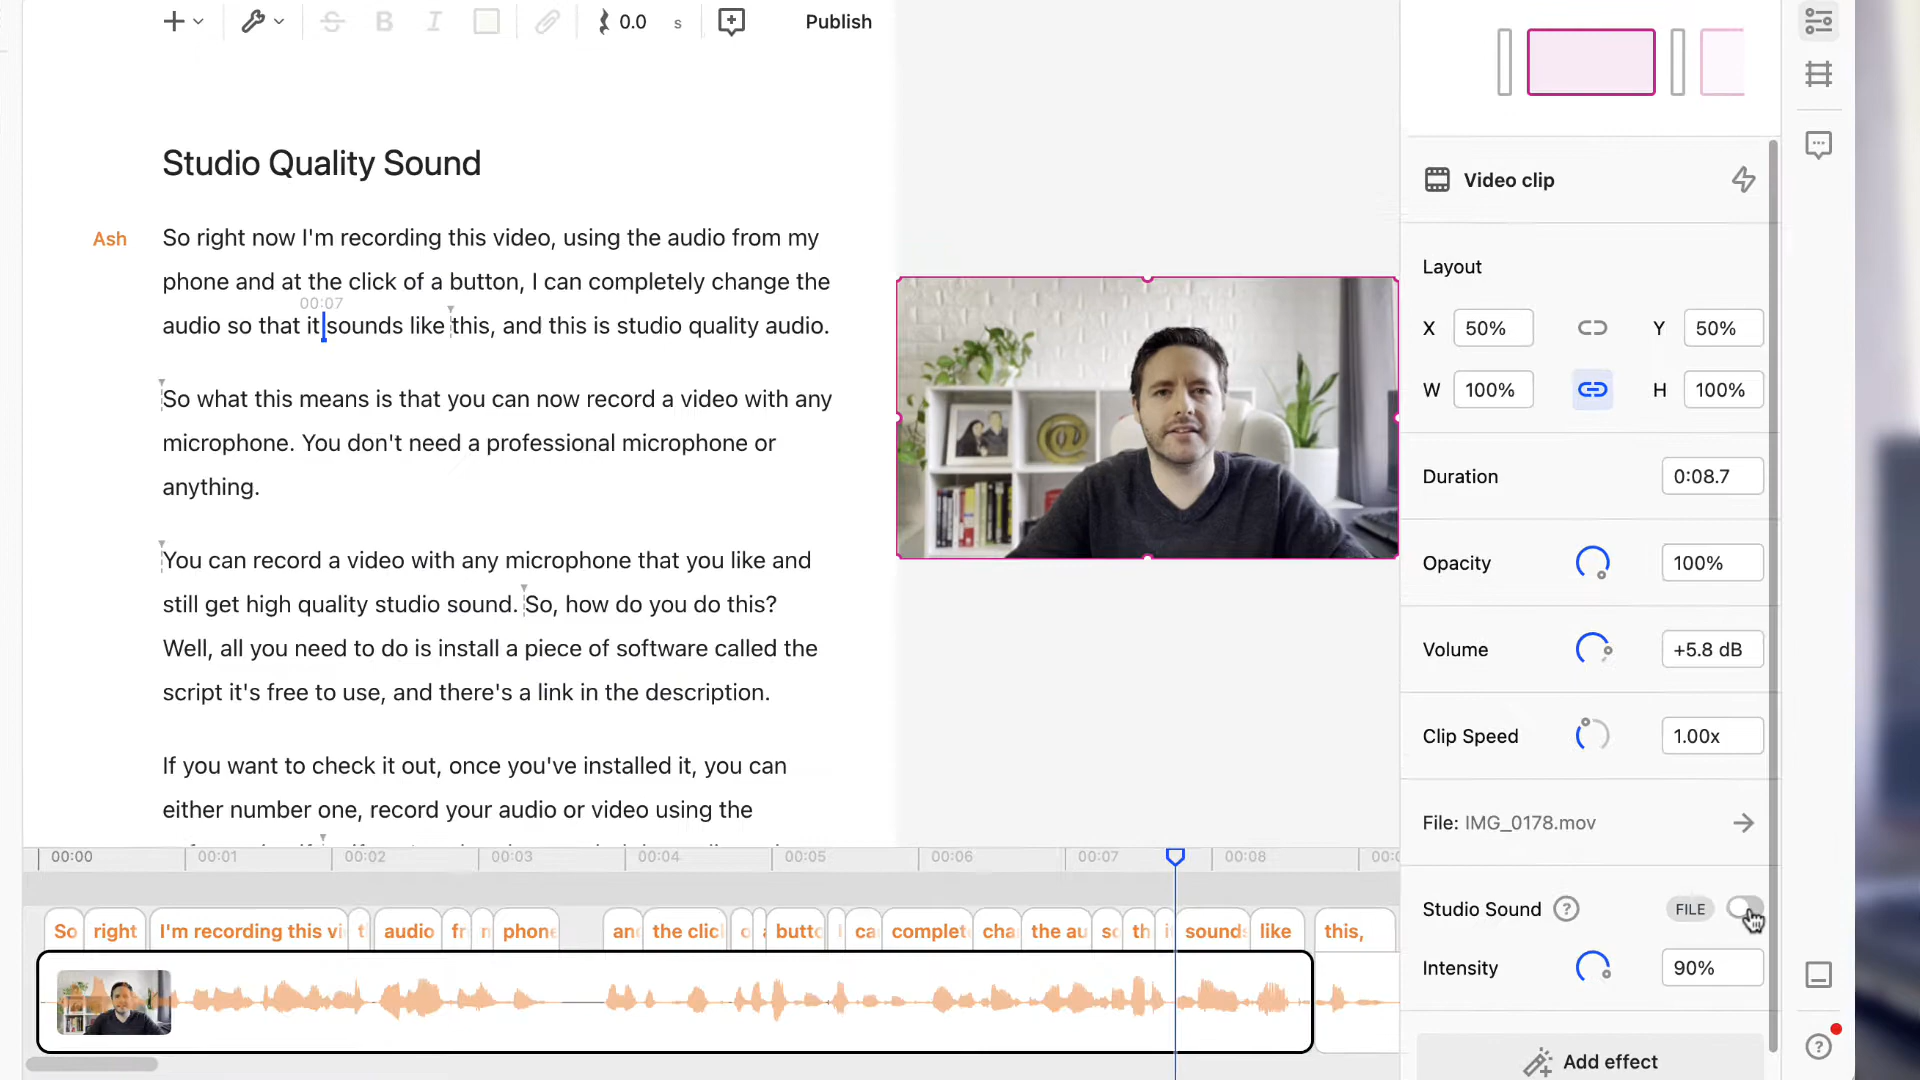 0.0 s Publish
Studio Quality Sound
Ash
So right now I'm recording this video, using the audio from my
phone and at the click of a button, I can completely change the
00:07
audio so that it sounds like this, and this is studio quality audio.
So what this means is that you can now record a video with any
microphone. You don't need a professional microphone or
anything.
You can record a video with any microphone that you like and
still get high quality studio sound. So, how do you do this?
Well, all you need to do is install a piece of software called the
script it's free to use, and there's a link in the description.
If you want to check it out, once you've installed it, you can
either number one, record your audio or video using the
Video clip
Layout
X 50% Y 50%
W 100% H 100%
Duration 0:08.7
Opacity 100%
Volume +5.8 dB
Clip Speed 1.00x
File: IMG_0178.mov
Studio Sound ? FILE
Intensity 90%
Add effect
00:00 00:01 00:02 00:03 00:04 00:05 00:06 00:07 00:08
So right I'm recording this vi t audio fr phone an the clic butto ca complet cha the au so th i sounds like this,